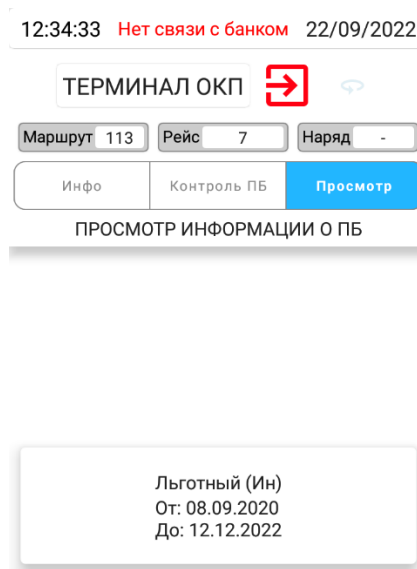 12:34:33 Нет связи с банком 22/09/2022
ТЕРМИНАЛ ОКП
Маршрут 113 Рейс 7 Наряд -
Инфо Контроль ПБ Просмотр
ПРОСМОТР ИНФОРМАЦИИ О ПБ
Льготный (Ин)
От: 08.09.2020
До: 12.12.2022